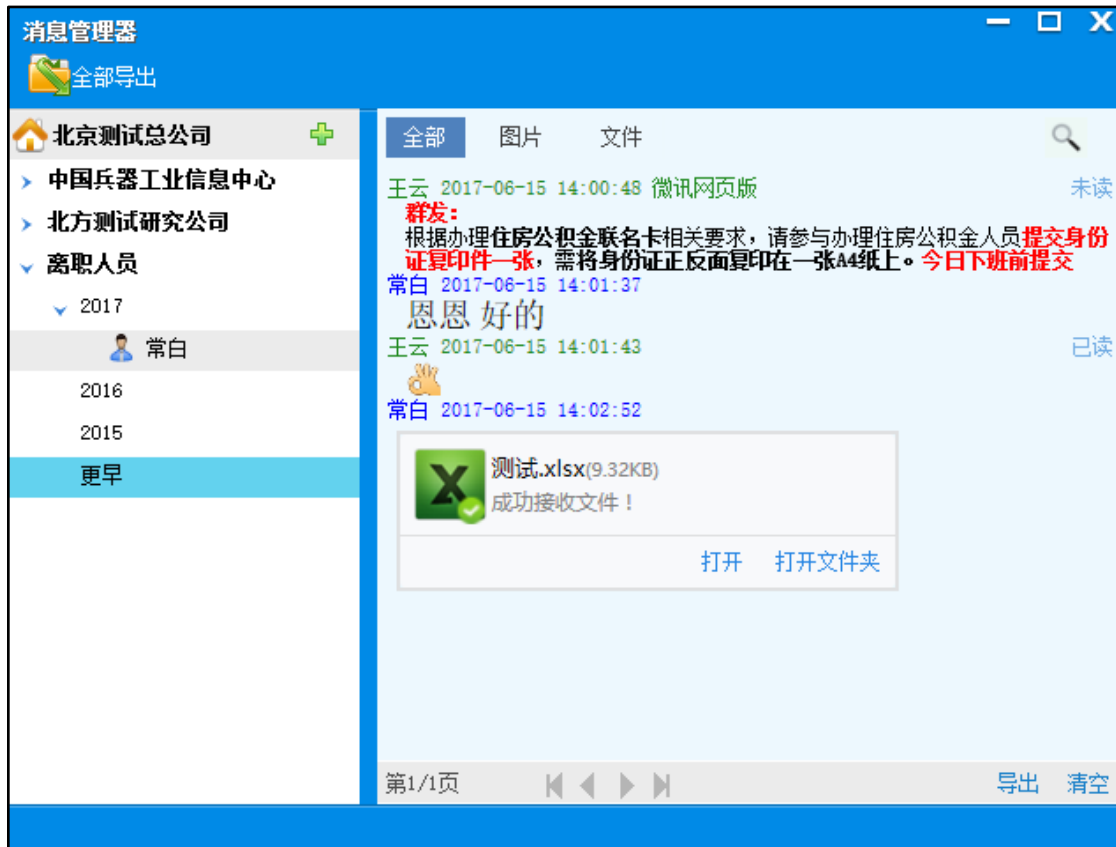 消息管理器
全部导出
北京测试总公司
中国兵器工业信息中心
北方测试研究公司
离职人员
2017
常白
2016
2015
更早
全部 图片 文件
王云 2017-06-15 14:00:48 微讯网页版 未读
群发：
根据办理住房公积金联名卡相关要求，请参与办理住房公积金人员提交身份
证复印件一张，需将身份证正反面复印在一张A4纸上。今日下班前提交
常白 2017-06-15 14:01:37
恩恩 好的
王云 2017-06-15 14:01:43 已读
常白 2017-06-15 14:02:52
测试.xlsx(9.32KB)
成功接收文件！
打开 打开文件夹
第1/1页 导出 清空